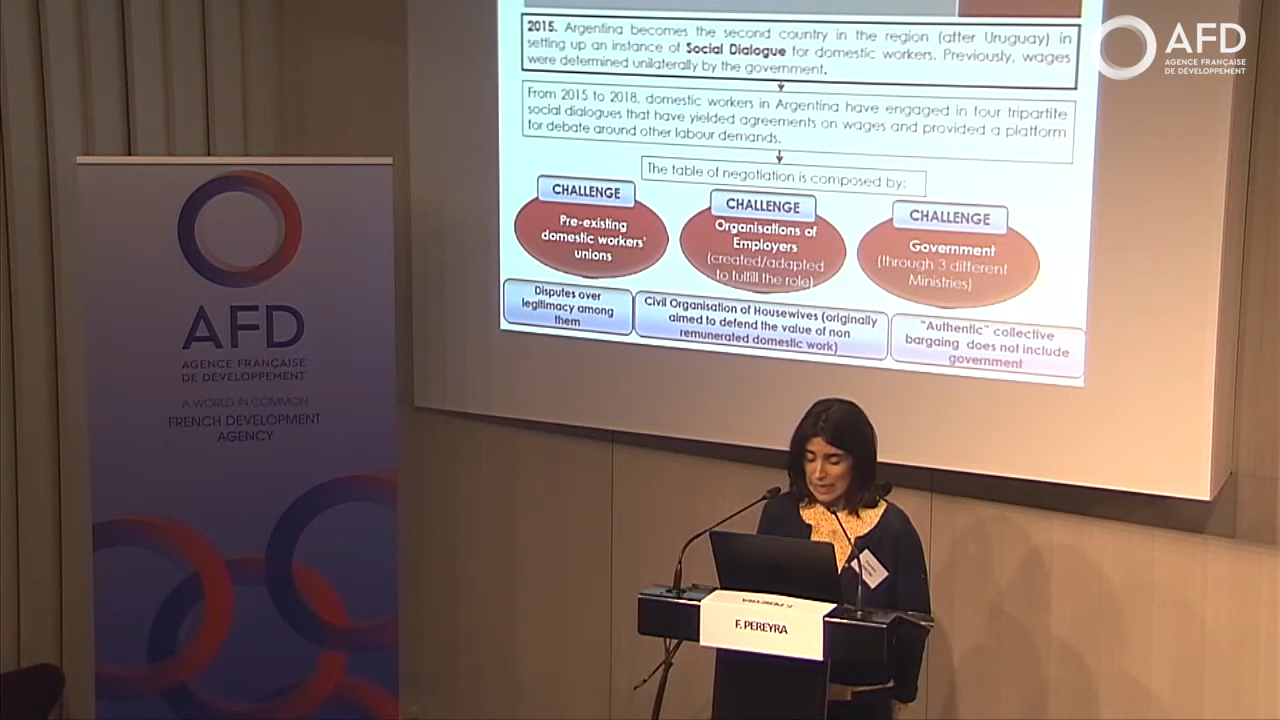 2015. Argentina becomes the second country in the region (after Uruguay) in
setting up an instance of Social Dialogue for domestic workers. Previously, wages
were determined unilaterally by the government.
From 2015 to 2018, domestic workers in Argentina have engaged in four tripartite
social dialogues that have yielded agreements on wages and provided a platform
for debate around other labour demands.
The table of negotiation is composed by:
CHALLENGE
Pre-existing
domestic workers'
unions
Disputes over
legitimacy among
them
CHALLENGE
Organisations of
Employers
(created/adapted
to fulfill the role)
Civil Organisation of Housewives (originally
aimed to defend the value of non
remunerated domestic work)
CHALLENGE
Government
(through 3 different
Ministries)
"Authentic" collective
bargaing does not include
government
AFD
AGENCE FRANÇAISE
DE DÉVELOPPEMENT
AFD
AGENCE FRANÇAISE
DE DÉVELOPPEMENT
A WORLD IN COMMON
FRENCH DEVELOPMENT
AGENCY
F. PEREYRA
F. PEREYRA